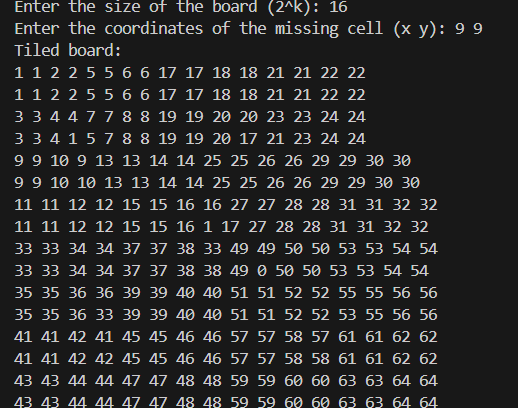 Enter the size of the board (2^k): 16
Enter the coordinates of the missing cell (x y): 9 9
Tiled board:
1 1 2 2 5 5 6 6 17 17 18 18 21 21 22 22
1 1 2 2 5 5 6 6 17 17 18 18 21 21 22 22
3 3 4 4 7 7 8 8 19 19 20 20 23 23 24 24
3 3 4 1 5 7 8 8 19 19 20 17 21 23 24 24
9 9 10 9 13 13 14 14 25 25 26 26 29 29 30 30
9 9 10 10 13 13 14 14 25 25 26 26 29 29 30 30
11 11 12 12 15 15 16 16 27 27 28 28 31 31 32 32
11 11 12 12 15 15 16 1 17 27 28 28 31 31 32 32
33 33 34 34 37 37 38 33 49 49 50 50 53 53 54 54
33 33 34 34 37 37 38 38 49 0 50 50 53 53 54 54
35 35 36 36 39 39 40 40 51 51 52 52 55 55 56 56
35 35 36 33 39 39 40 40 51 51 52 52 53 55 56 56
41 41 42 41 45 45 46 46 57 57 58 57 61 61 62 62
41 41 42 42 45 45 46 46 57 57 58 58 61 61 62 62
43 43 44 44 47 47 48 48 59 59 60 60 63 63 64 64
43 43 44 44 47 47 48 48 59 59 60 60 63 63 64 64